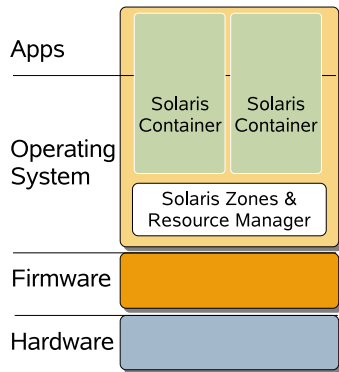 Apps
Solaris
Container
Solaris
Container
Operating
System
Solaris Zones &
Resource Manager
Firmware
Hardware